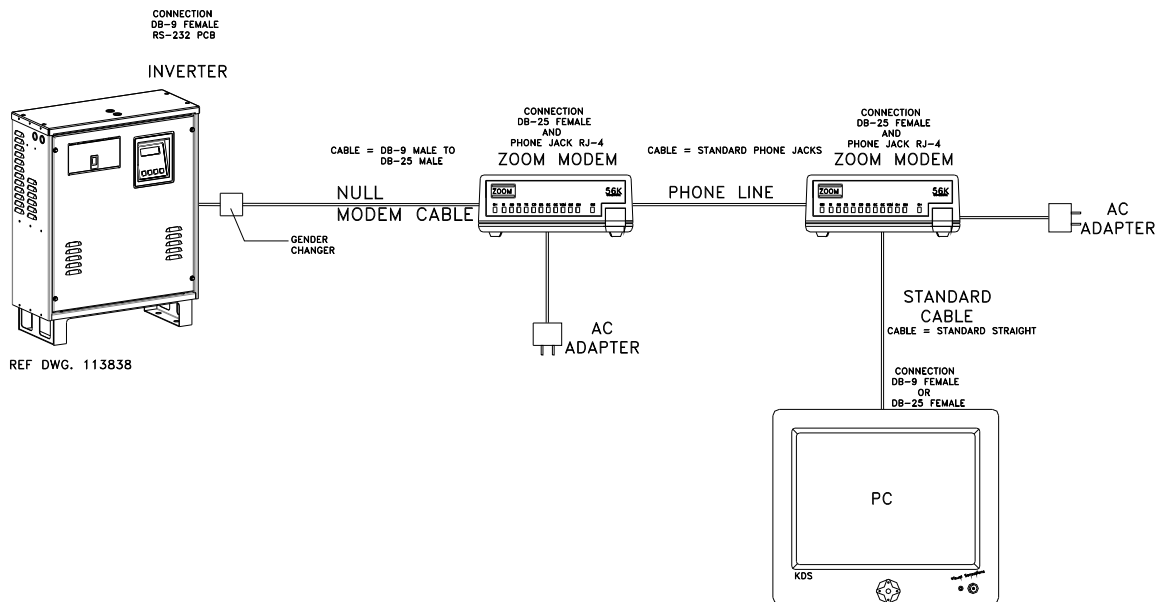 CONNECTION
DB-9 FEMALE
RS-232 PCB
INVERTER
CABLE = DB-9 MALE TO
DB-25 MALE
NULL
MODEM CABLE
GENDER
CHANGER
REF DWG. 113838
CONNECTION
DB-25 FEMALE
AND
PHONE JACK RJ-4
ZOOM MODEM
ZOOM
56K
AC
ADAPTER
CABLE = STANDARD PHONE JACKS
PHONE LINE
CONNECTION
DB-25 FEMALE
AND
PHONE JACK RJ-4
ZOOM MODEM
ZOOM
56K
AC
ADAPTER
STANDARD
CABLE
CABLE = STANDARD STRAIGHT
CONNECTION
DB-9 FEMALE
OR
DB-25 FEMALE
PC
KDS